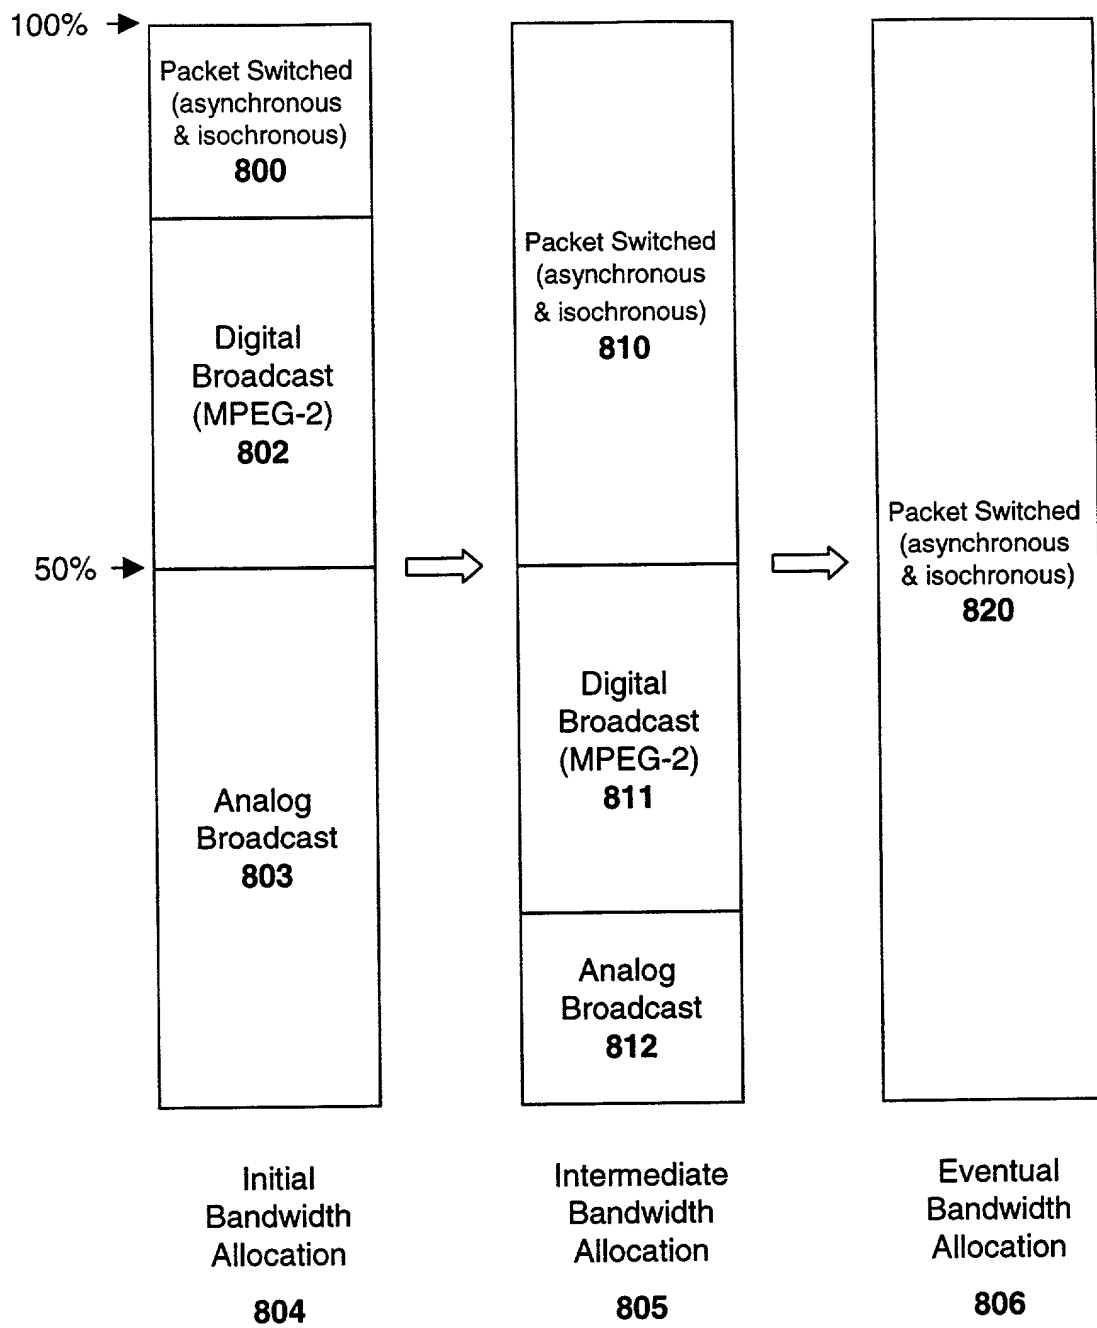 100%
Packet Switched
(asynchronous
& isochronous)
800
Digital
Broadcast
(MPEG-2)
802
50%
Analog
Broadcast
803
Initial
Bandwidth
Allocation
804
Packet Switched
(asynchronous
& isochronous)
810
Digital
Broadcast
(MPEG-2)
811
Analog
Broadcast
812
Intermediate
Bandwidth
Allocation
805
Packet Switched
(asynchronous
& isochronous)
820
Eventual
Bandwidth
Allocation
806